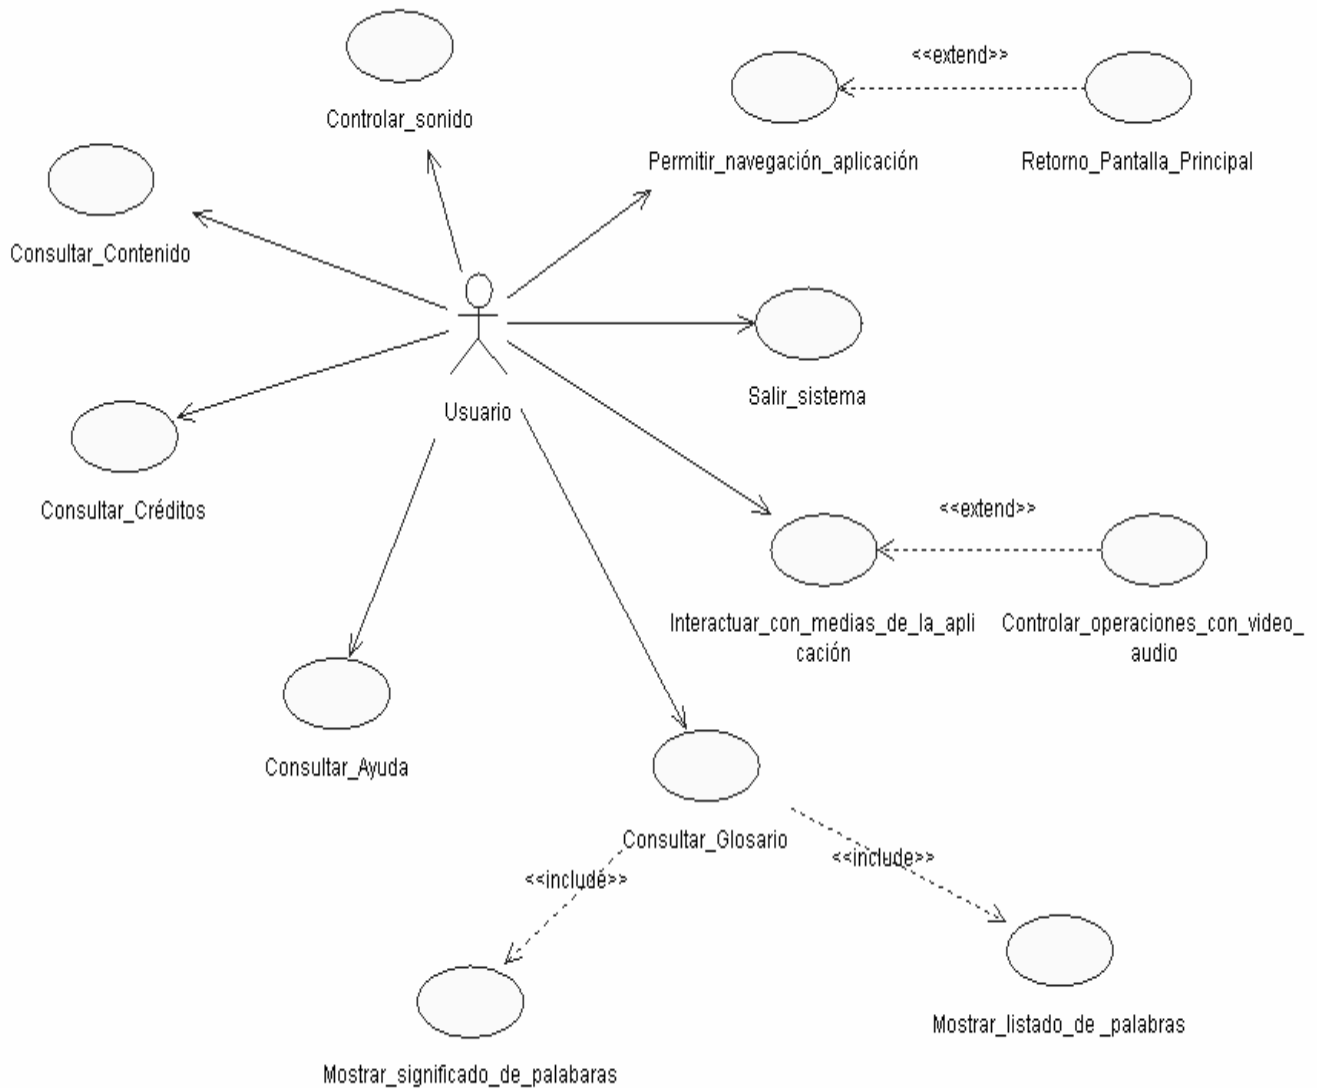 <<extend>>
Controlar_sonido
Permitir_navegación_aplicación
Retorno_Pantalla_Principal
Consultar_Contenido
Salir_sistema
Usuario
Consultar_Créditos
<<extend>>
Interactuar_con_medias_de_la_apli
cación
Controlar_operaciones_con_video_
audio
Consultar_Ayuda
Consultar_Glosario
<<include>>
<<include>>
Mostrar_listado_de _palabras
Mostrar_significado_de_palabaras